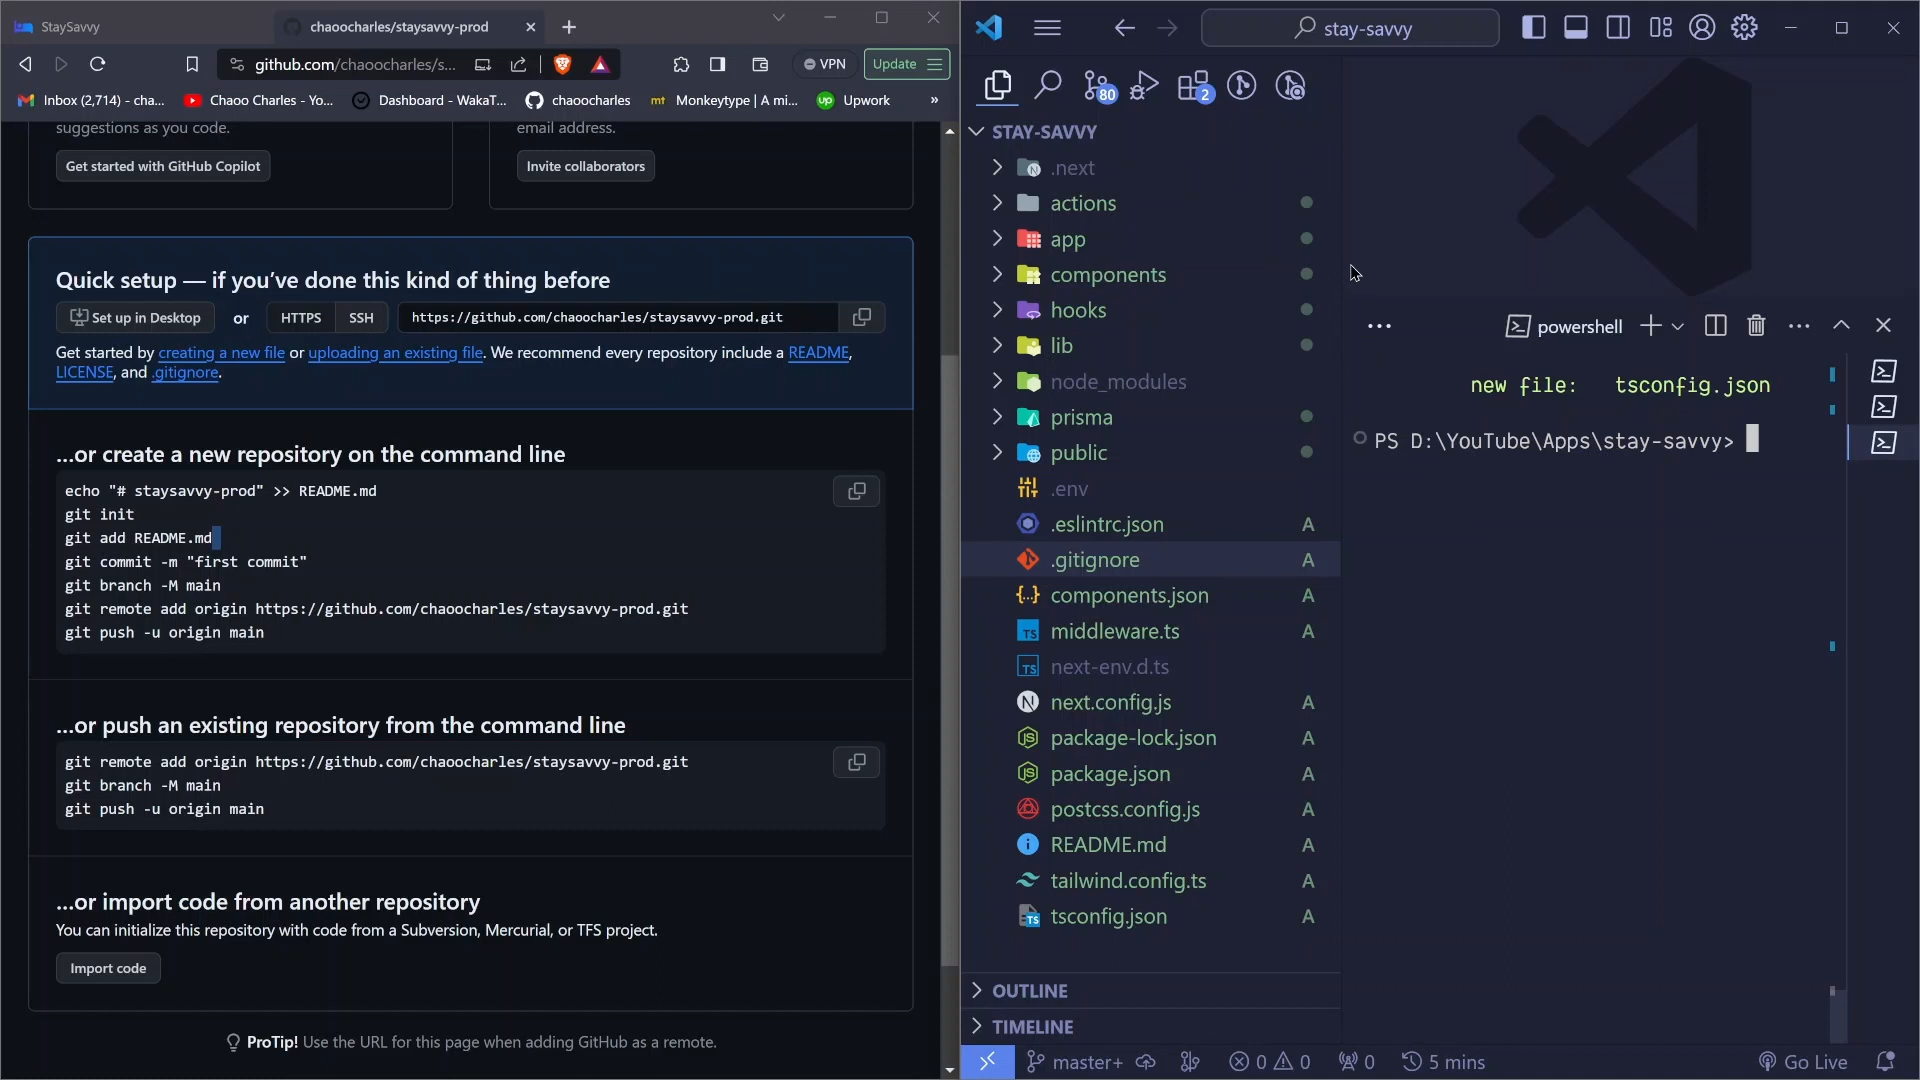 StaySavvy
chaoocharles/staysavvy-prod
github.com/chaoocharles/s...
VPN
Update
Inbox (2,714) - cha...
Chaoo Charles - Yo...
Dashboard - WakaT...
chaoocharles
mt
Monkeytype | A mi...
up
Upwork
»
suggestions as you code.
email address.
Get started with GitHub Copilot
Invite collaborators
Quick setup — if you've done this kind of thing before
Set up in Desktop
or
HTTPS
SSH
https://github.com/chaoocharles/staysavvy-prod.git
Get started by creating a new file or uploading an existing file. We recommend every repository include a README,
LICENSE, and .gitignore.
...or create a new repository on the command line
echo "# staysavvy-prod" >> README.md
git init
git add README.md
git commit -m "first commit"
git branch -M main
git remote add origin https://github.com/chaoocharles/staysavvy-prod.git
git push -u origin main
...or push an existing repository from the command line
git remote add origin https://github.com/chaoocharles/staysavvy-prod.git
git branch -M main
git push -u origin main
...or import code from another repository
You can initialize this repository with code from a Subversion, Mercurial, or TFS project.
Import code
ProTip! Use the URL for this page when adding GitHub as a remote.
stay-savvy
80
2
STAY-SAVVY
.next
actions
app
components
hooks
lib
node_modules
prisma
public
.env
.eslintrc.json A
.gitignore A
components.json A
middleware.ts A
next-env.d.ts
next.config.js A
package-lock.json A
package.json A
postcss.config.js A
README.md A
tailwind.config.ts A
tsconfig.json A
OUTLINE
TIMELINE
powershell
new file: tsconfig.json
PS D:\YouTube\Apps\stay-savvy>
master+
0
0
0
5 mins
Go Live